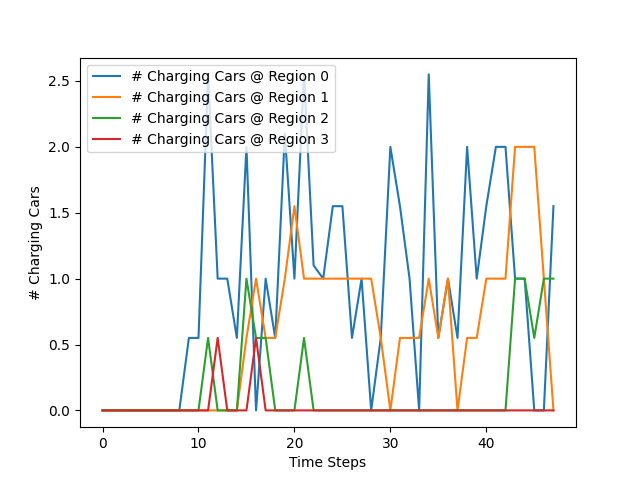 # Charging Cars @ Region 0
# Charging Cars @ Region 1
# Charging Cars @ Region 2
# Charging Cars @ Region 3
# Charging Cars
2.5
2.0
1.5
1.0
0.5
0.0
0 10 20 30 40
Time Steps